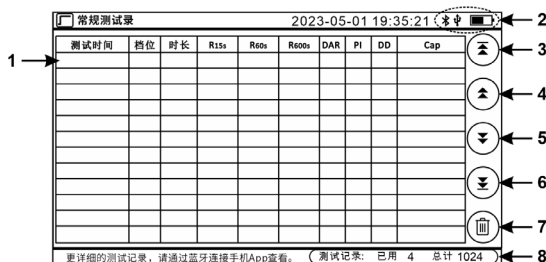 常规测试录 2023-05-01 19:35:21 2
测试时间 档位 时长 R15s R60s R600s DAR PI DD Cap 3
1
4
5
6
7
更详细的测试记录，请通过蓝牙连接手机App查看。 测试记录: 已用 4 总计 1024 8